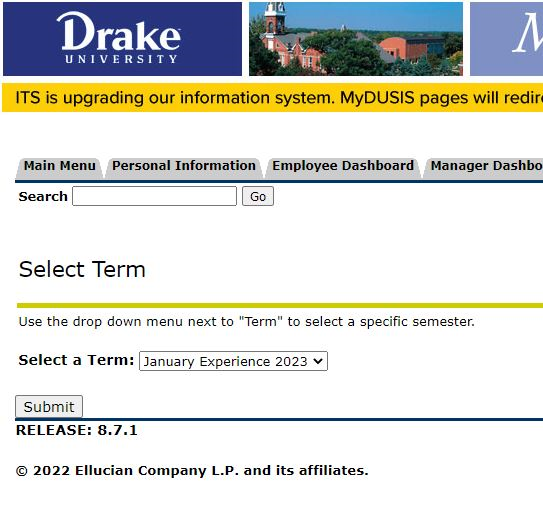 Drake
UNIVERSITY
M
ITS is upgrading our information system. MyDUSIS pages will redire
Main Menu Personal Information Employee Dashboard Manager Dashbo
Search Go
Select Term
Use the drop down menu next to "Term" to select a specific semester.
Select a Term: January Experience 2023
Submit
RELEASE: 8.7.1
© 2022 Ellucian Company L.P. and its affiliates.